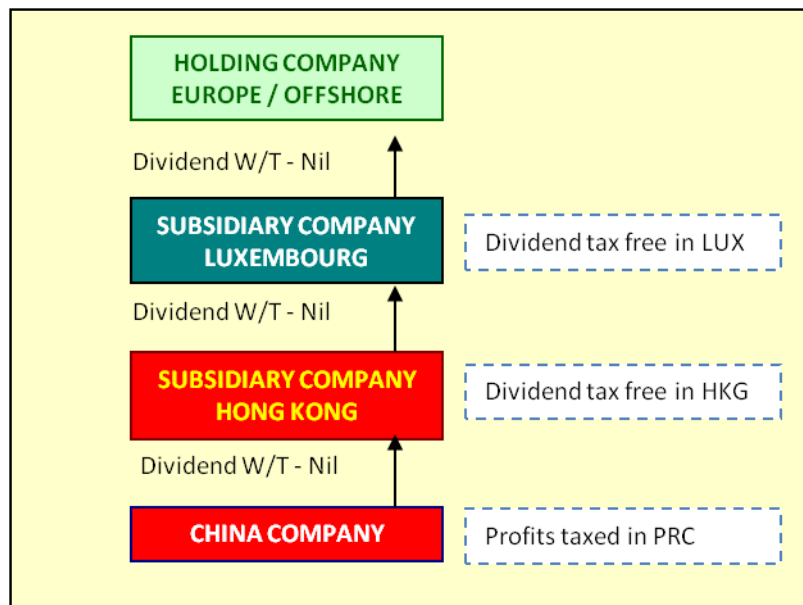 HOLDING COMPANY
EUROPE / OFFSHORE
Dividend W/T - Nil
SUBSIDIARY COMPANY
LUXEMBOURG
Dividend tax free in LUX
Dividend W/T - Nil
SUBSIDIARY COMPANY
HONG KONG
Dividend tax free in HKG
Dividend W/T - Nil
CHINA COMPANY
Profits taxed in PRC